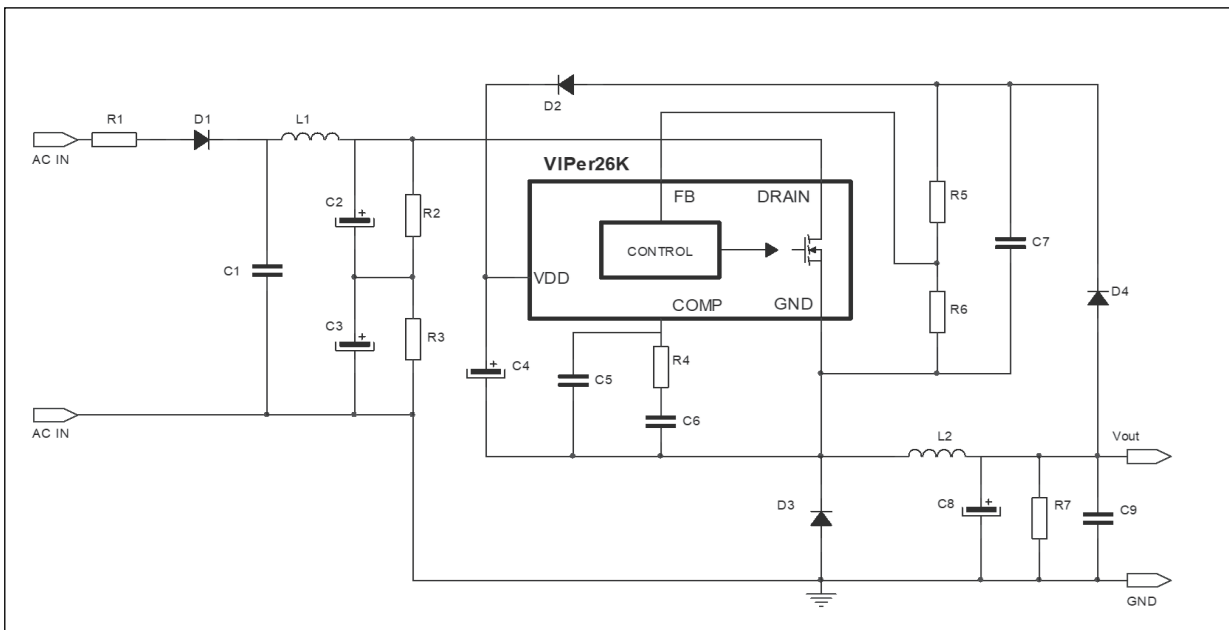 D2
R1
D1
L1
AC IN
VIPer26K
FB
DRAIN
R5
C2
R2
CONTROL
C7
C1
VDD
D4
COMP
GND
R6
C3
R3
C4
R4
C5
C6
AC IN
L2
Vout
D3
C8
R7
C9
GND
+
+
+
+